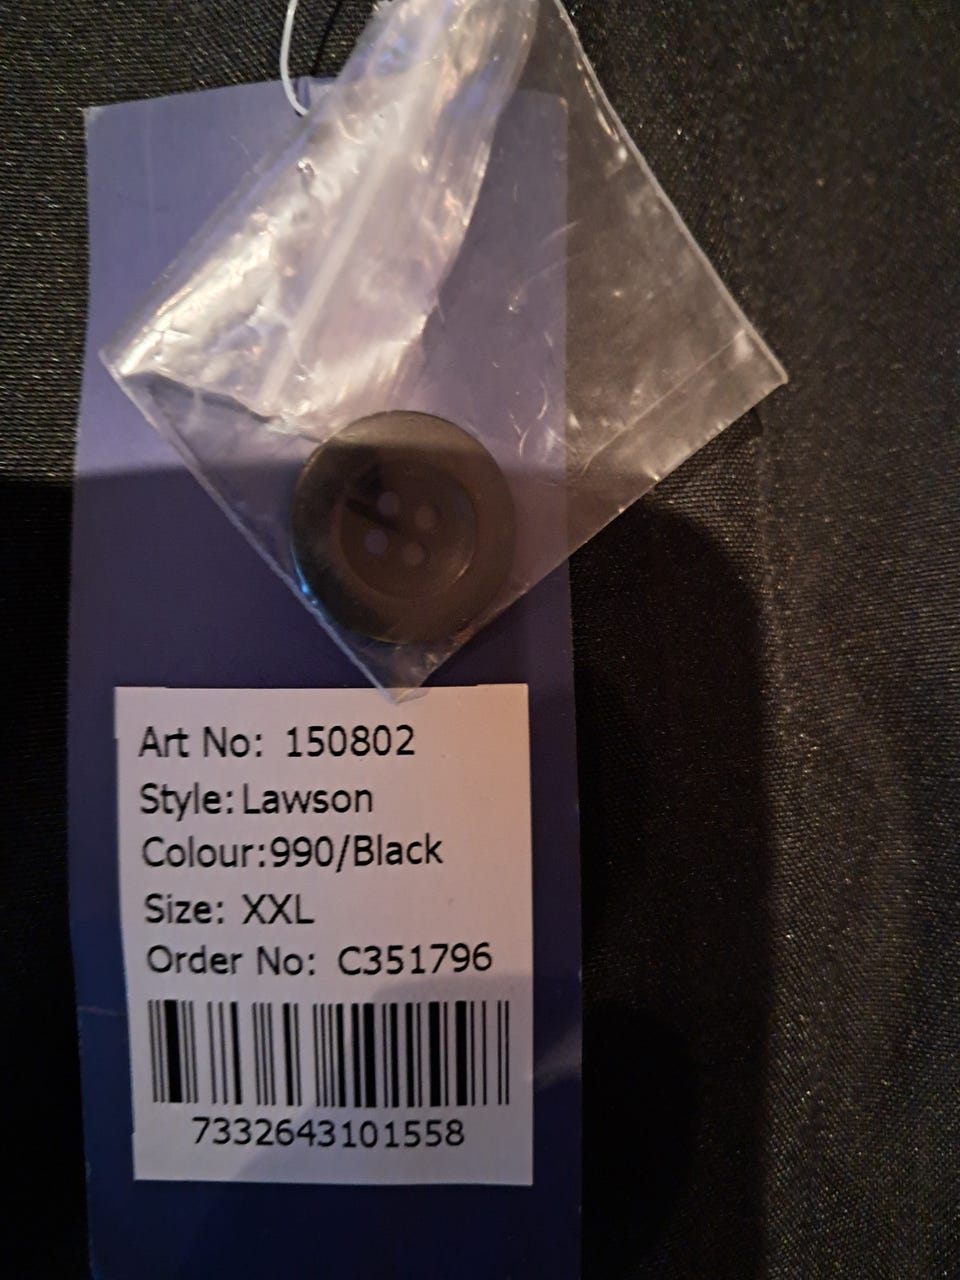 Art No: 150802
Style: Lawson
Colour:990/Black
Size: XXL
Order No: C351796
7332643101558